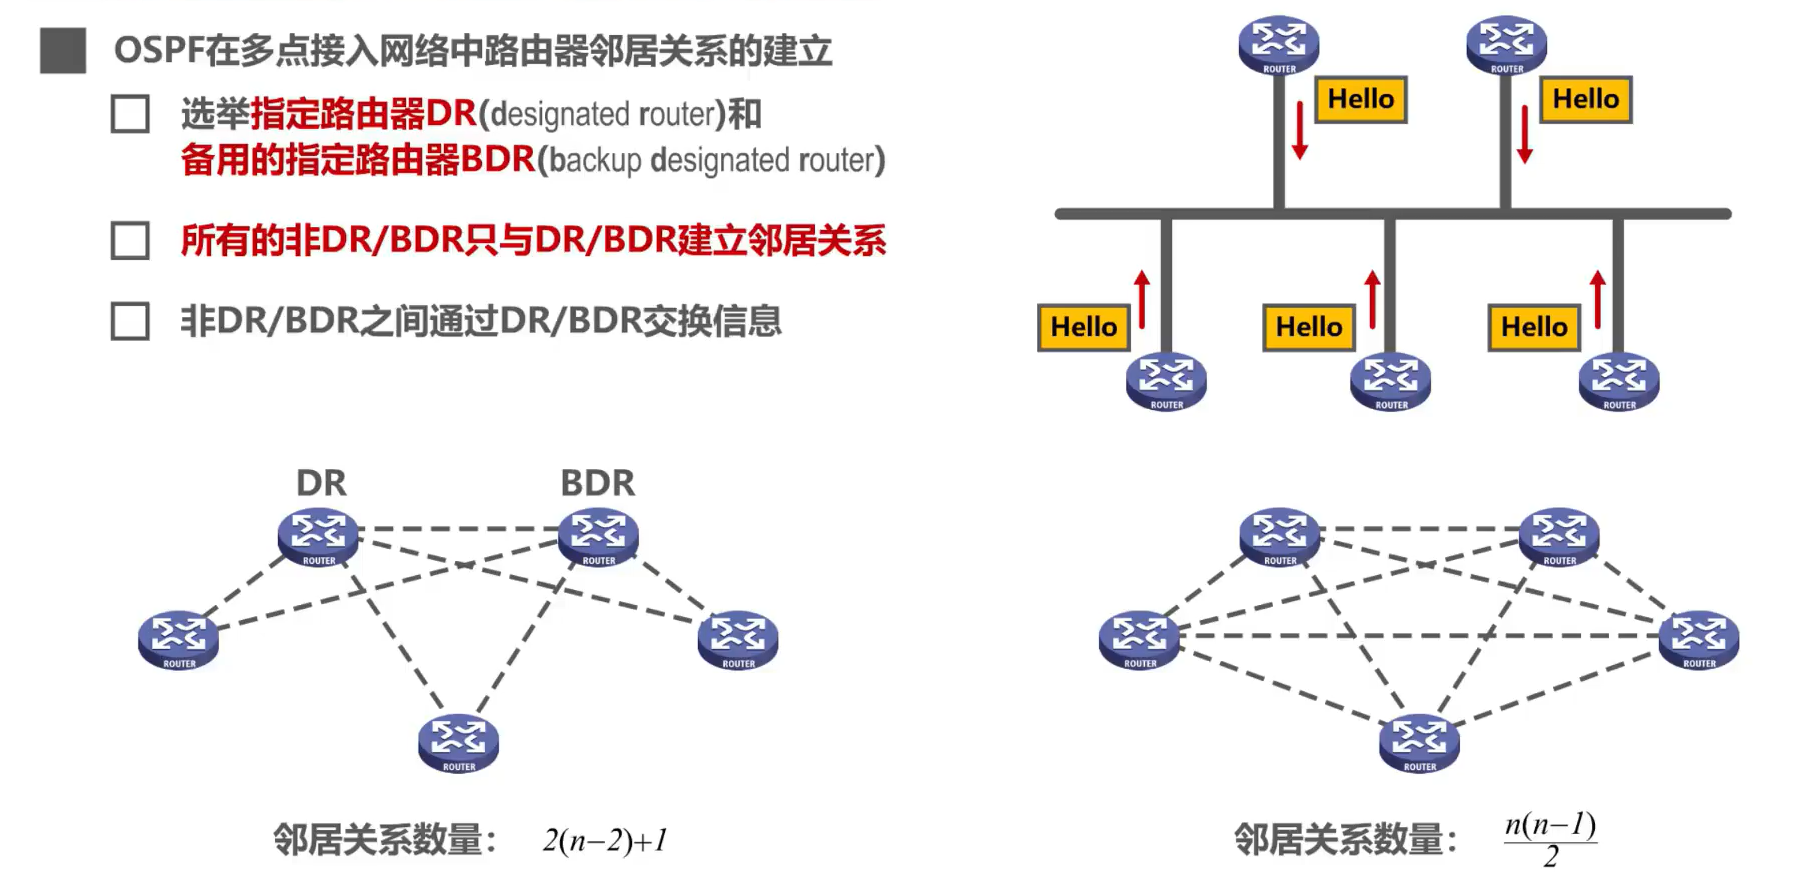 OSPF在多点接入网络中路由器邻居关系的建立
选举指定路由器DR(designated router)和
备用的指定路由器BDR(backup designated router)
所有的非DR/BDR只与DR/BDR建立邻居关系
非DR/BDR之间通过DR/BDR交换信息
ROUTER
ROUTER
Hello
Hello
Hello
Hello
Hello
ROUTER
ROUTER
ROUTER
DR
BDR
ROUTER
ROUTER
ROUTER
ROUTER
ROUTER
邻居关系数量： 2(n−2)+1
ROUTER
ROUTER
ROUTER
ROUTER
ROUTER
邻居关系数量： n(n−1)/2